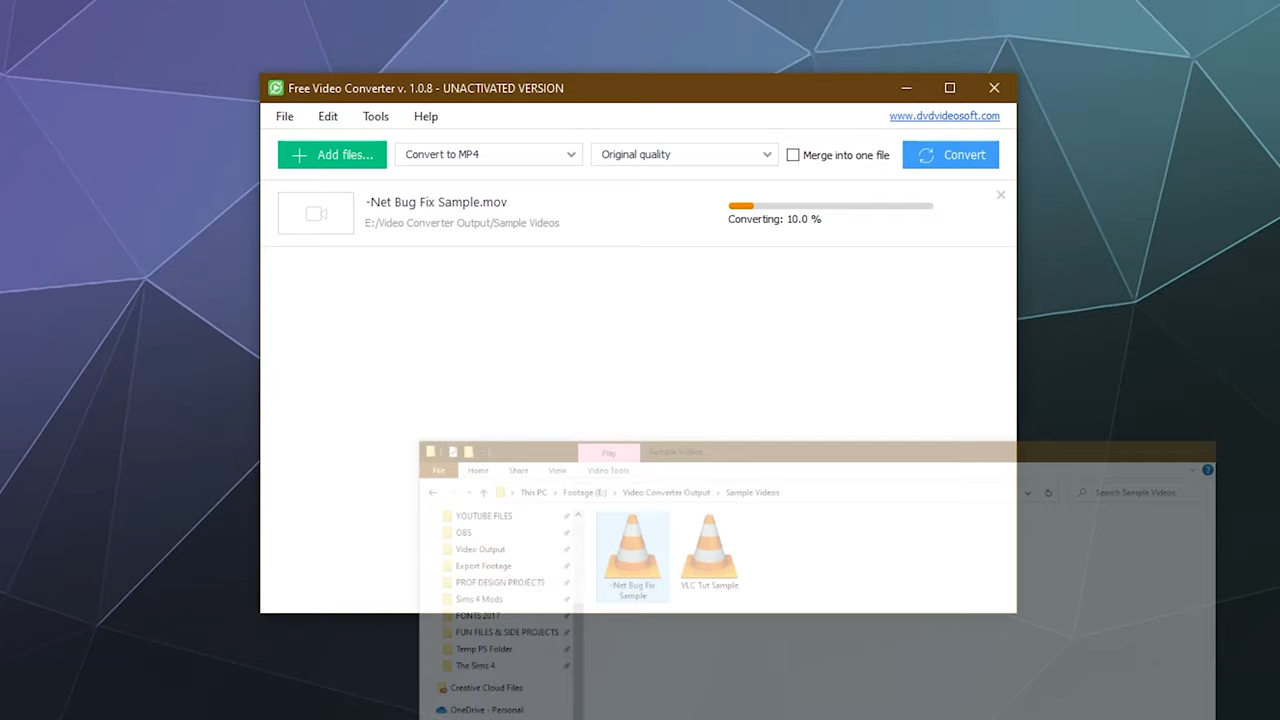 Free Video Converter v. 1.0.8 - UNACTIVATED VERSION
File Edit Tools Help www.dvdvideosoft.com
Add files... Convert to MP4 Original quality Merge into one file Convert
-Net Bug Fix Sample.mov
E:/Video Converter Output/Sample Videos
Converting: 10.0 %
Play Sample Videos
File Home Share View Video Tools
This PC > Footage (E:) > Video Converter Output > Sample Videos Search Sample Videos
YOUTUBE FILES
OBS
Video Output
Export Footage
PROF DESIGN PROJECTS
Sims 4 Mods
FONTS 2017
FUN FILES & SIDE PROJECTS
Temp PS Folder
The Sims 4
Creative Cloud Files
OneDrive - Personal
-Net Bug Fix
Sample
VLC Tut Sample